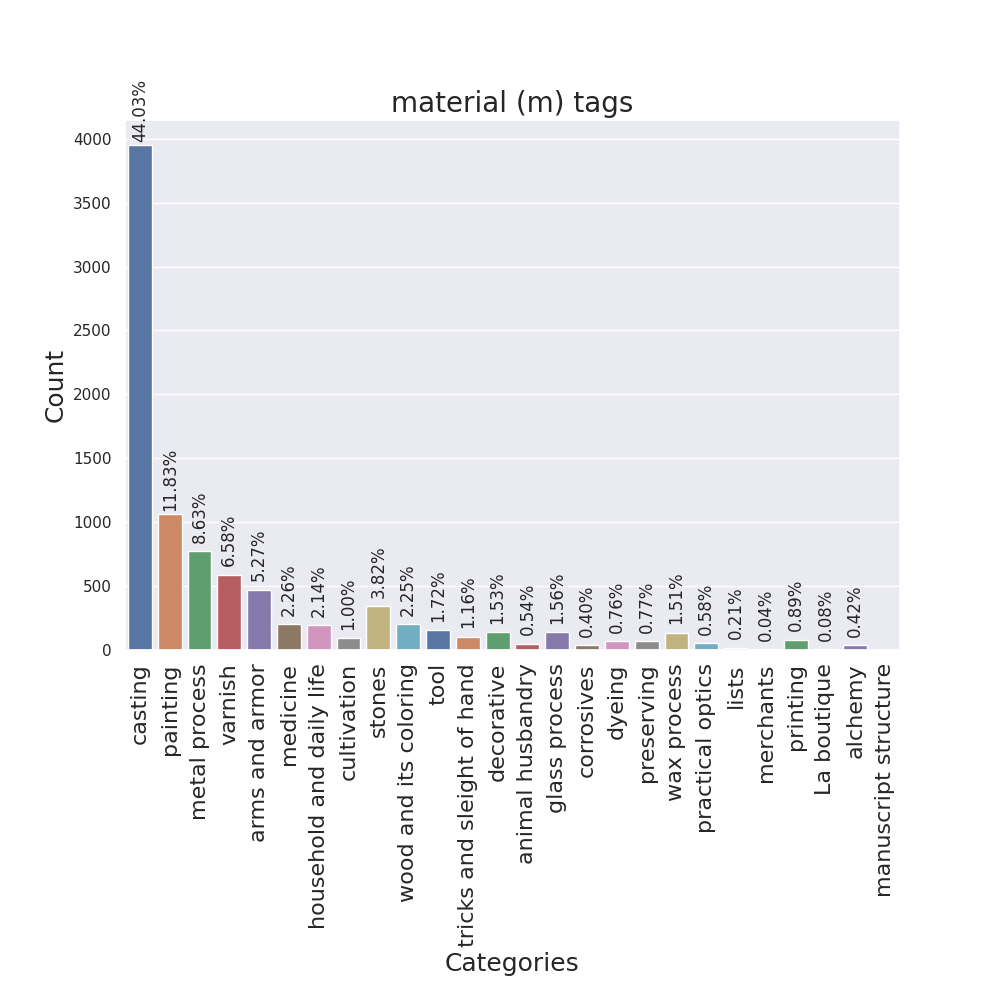 material (m) tags
Count
4000
3500
3000
2500
2000
1500
1000
500
0
44.03%
11.83%
8.63%
6.58%
5.27%
2.26%
2.14%
1.00%
3.82%
2.25%
1.72%
1.16%
1.53%
0.54%
1.56%
0.40%
0.76%
0.77%
1.51%
0.58%
0.21%
0.04%
0.89%
0.08%
0.42%
casting
painting
metal process
varnish
arms and armor
medicine
household and daily life
cultivation
stones
wood and its coloring
tool
tricks and sleight of hand
decorative
animal husbandry
glass process
corrosives
dyeing
preserving
wax process
practical optics
lists
merchants
printing
La boutique
alchemy
manuscript structure
Categories